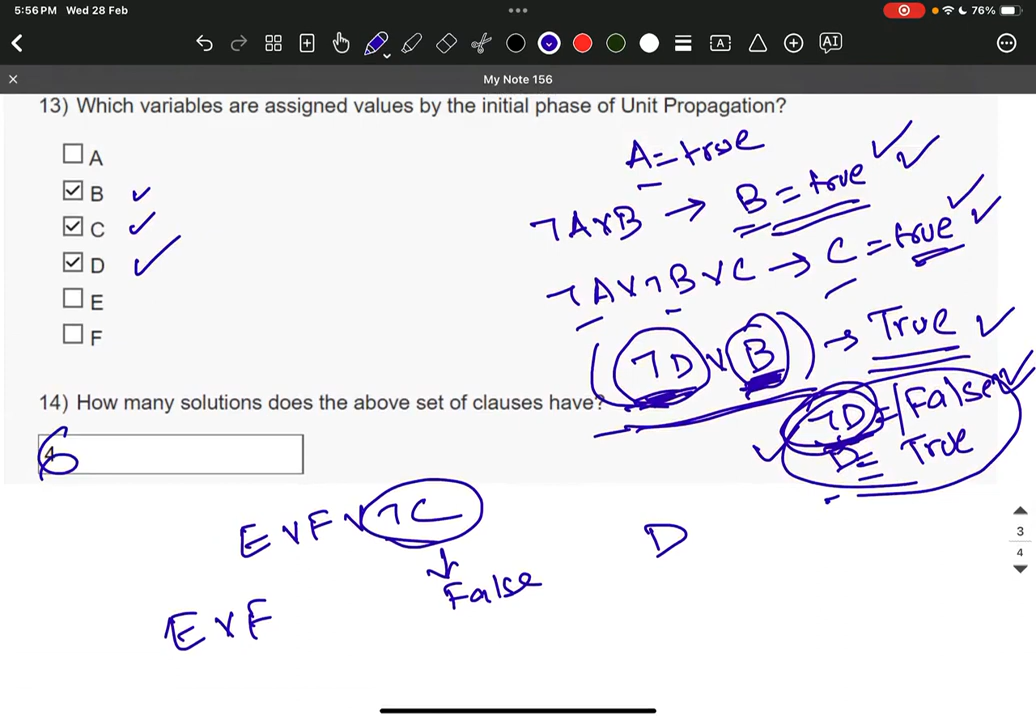 5:56 PM Wed 28 Feb
76%
A
AI
My Note 156
13) Which variables are assigned values by the initial phase of Unit Propagation?
A = true
A
B
¬A ∨ B → B = true
C
¬A ∨ ¬B ∨ C → C = true
D
E
F
(¬D ∨ B) → True
14) How many solutions does the above set of clauses have?
¬D = False
D = True
6
E ∨ F ∨ ¬C
D
3
4
False
E ∨ F